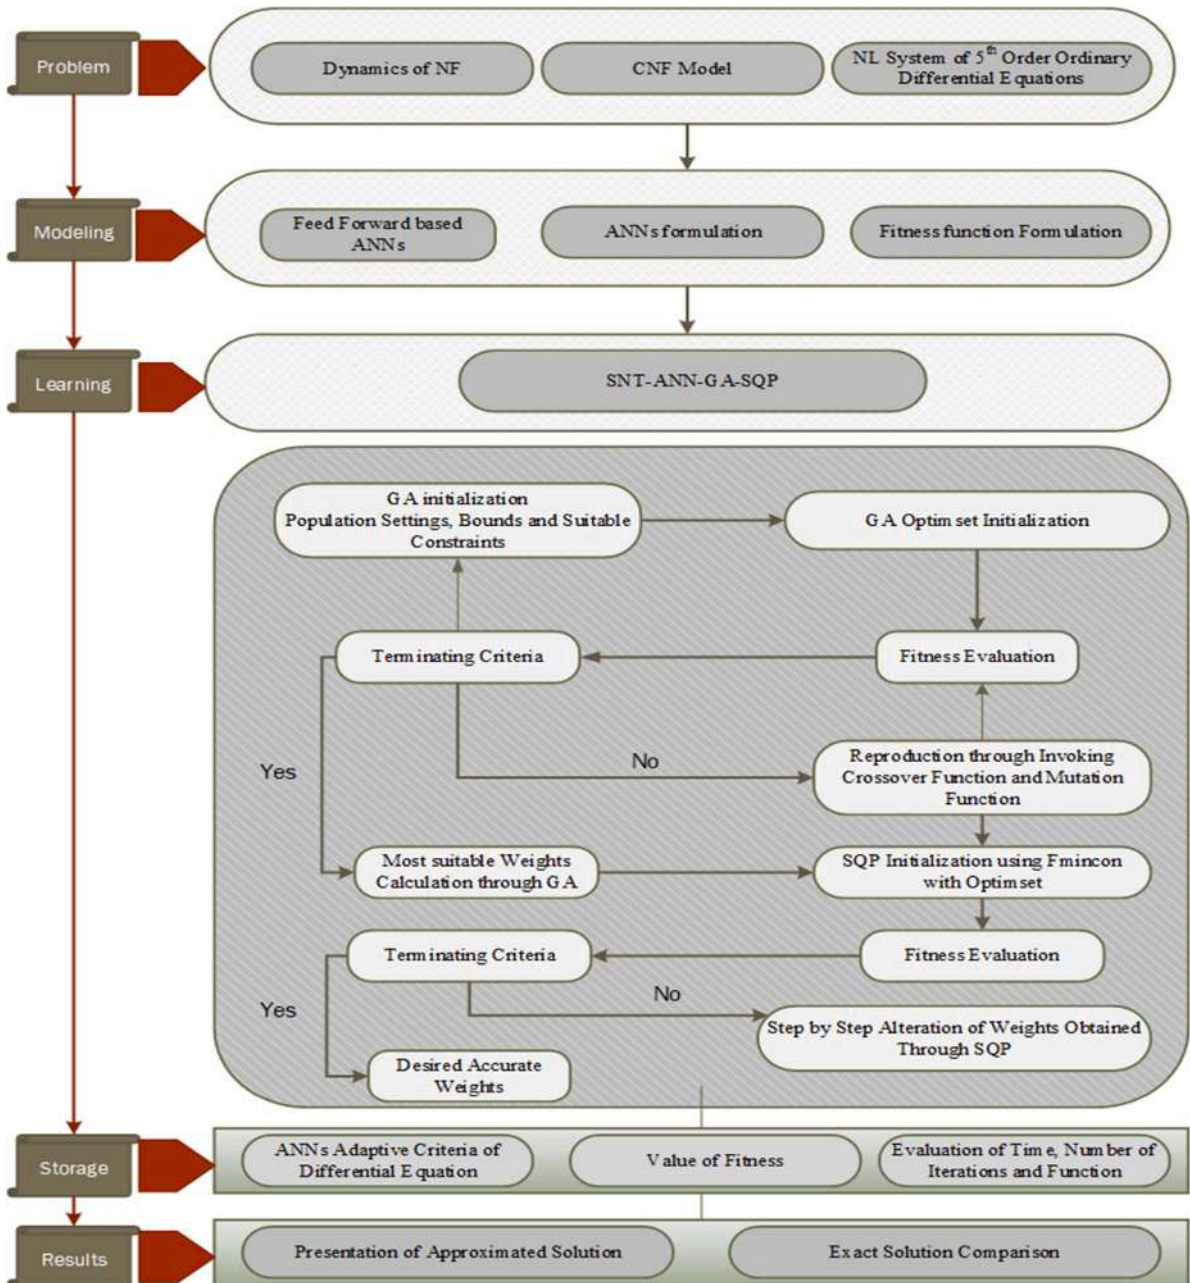 Problem
Dynamics of NF
CNF Model
NL System of 5th Order Ordinary
Differential Equations
Modeling
Feed Forward based
ANNs
ANNs formulation
Fitness function Formulation
Learning
SNT-ANN-GA-SQP
GA initialization
Population Settings, Bounds and Suitable
Constraints
GA Optimset Initialization
Terminating Criteria
Fitness Evaluation
Yes
No
Reproduction through Invoking
Crossover Function and Mutation
Function
Most suitable Weights
Calculation through GA
SQP Initialization using Fmincon
with Optimset
Terminating Criteria
Fitness Evaluation
Yes
No
Step by Step Alteration of Weights Obtained
Through SQP
Desired Accurate
Weights
Storage
ANNs Adaptive Criteria of
Differential Equation
Value of Fitness
Evaluation of Time, Number of
Iterations and Function
Results
Presentation of Approximated Solution
Exact Solution Comparison